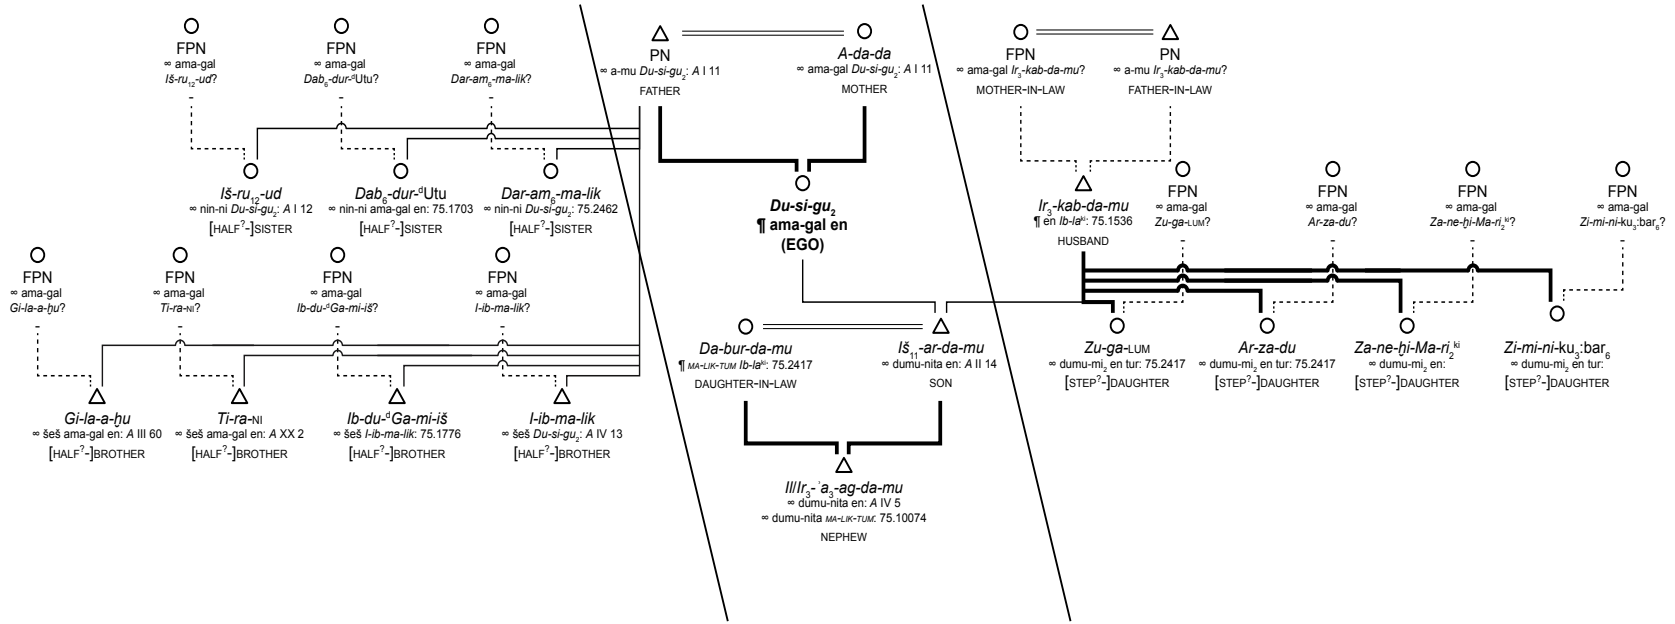 FPN
∞ ama-gal
Iš-ru₁₂-ud?
FPN
∞ ama-gal
Dab₆-dur-ᵈUtu?
FPN
∞ ama-gal
Dar-am₆-ma-lik?
PN
∞ a-mu Du-si-gu₂: A I 11
FATHER
A-da-da
∞ ama-gal Du-si-gu₂: A I 11
MOTHER
FPN
∞ ama-gal Ir₃-kab-da-mu?
MOTHER-IN-LAW
PN
∞ a-mu Ir₃-kab-da-mu?
FATHER-IN-LAW
Iš-ru₁₂-ud
∞ nin-ni Du-si-gu₂: A I 12
[HALF?-]SISTER
Dab₆-dur-ᵈUtu
∞ nin-ni ama-gal en: 75.1703
[HALF?-]SISTER
Dar-am₆-ma-lik
∞ nin-ni Du-si-gu₂: 75.2462
[HALF?-]SISTER
Du-si-gu₂
¶ ama-gal en
(EGO)
Ir₃-kab-da-mu
¶ en Ib-laᵏⁱ: 75.1536
HUSBAND
FPN
∞ ama-gal
Zu-ga-LUM?
FPN
∞ ama-gal
Ar-za-du?
FPN
∞ ama-gal
Za-ne-ḫi-Ma-ri₂ᵏⁱ?
FPN
∞ ama-gal
Zi-mi-ni-ku₃:bar₆?
FPN
∞ ama-gal
Gi-la-a-ḫu?
FPN
∞ ama-gal
Ti-ra-NI?
FPN
∞ ama-gal
Ib-du-ᵈGa-mi-iš?
FPN
∞ ama-gal
I-ib-ma-lik?
Da-bur-da-mu
¶ MA-LIK-TUM Ib-laᵏⁱ: 75.2417
DAUGHTER-IN-LAW
Iš₁₁-ar-da-mu
∞ dumu-nita en: A II 14
SON
Zu-ga-LUM
∞ dumu-mi₂ en tur: 75.2417
[STEP?-]DAUGHTER
Ar-za-du
∞ dumu-mi₂ en tur: 75.2417
[STEP?-]DAUGHTER
Za-ne-ḫi-Ma-ri₂ᵏⁱ
∞ dumu-mi₂ en:
[STEP?-]DAUGHTER
Zi-mi-ni-ku₃:bar₆
∞ dumu-mi₂ en tur:
[STEP?-]DAUGHTER
Gi-la-a-ḫu
∞ šeš ama-gal en: A III 60
[HALF?-]BROTHER
Ti-ra-NI
∞ šeš ama-gal en: A XX 2
[HALF?-]BROTHER
Ib-du-ᵈGa-mi-iš
∞ šeš I-ib-ma-lik: 75.1776
[HALF?-]BROTHER
I-ib-ma-lik
∞ šeš Du-si-gu₂: A IV 13
[HALF?-]BROTHER
Il/Ir₃-ʾa₃-ag-da-mu
∞ dumu-nita en: A IV 5
∞ dumu-nita MA-LIK-TUM: 75.10074
NEPHEW